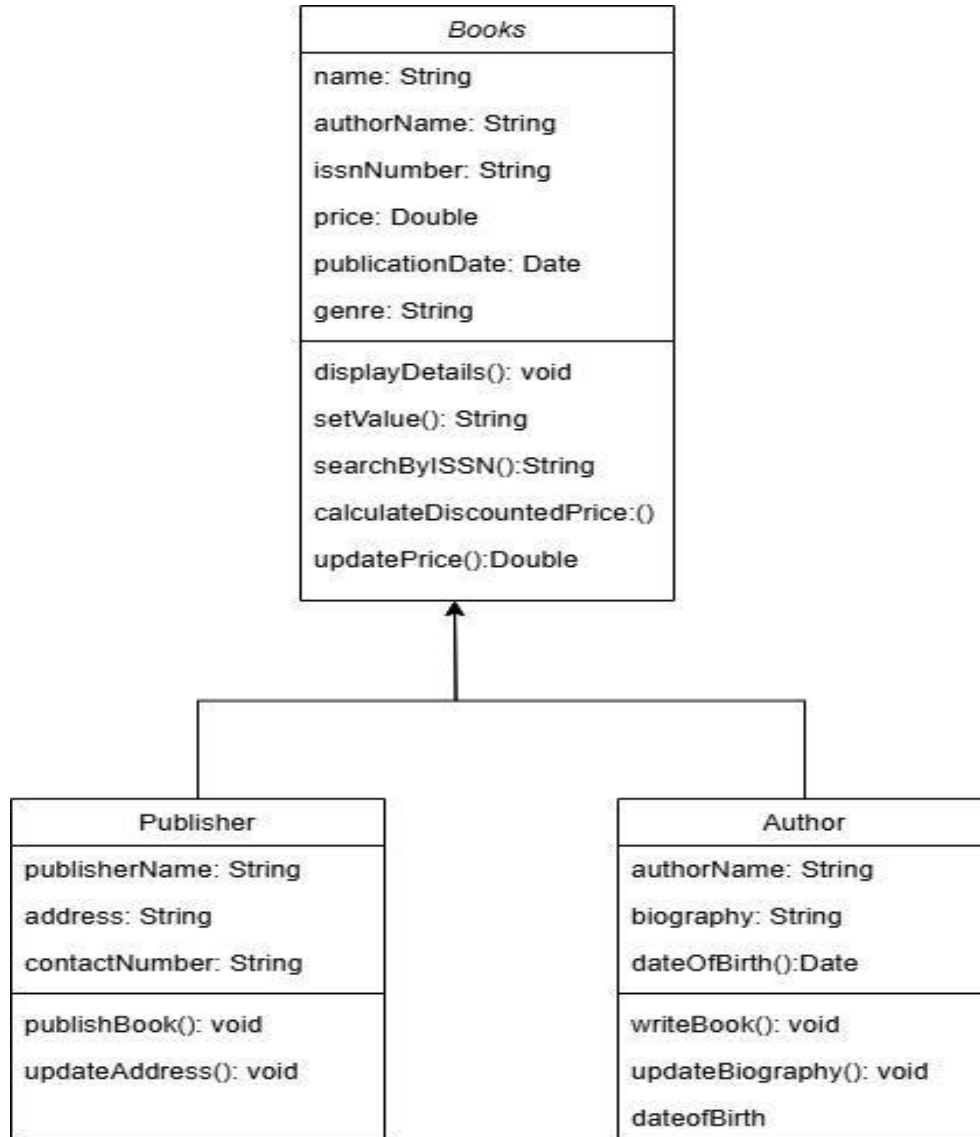 Books
name: String
authorName: String
issnNumber: String
price: Double
publicationDate: Date
genre: String
displayDetails(): void
setValue(): String
searchByISSN():String
calculateDiscountedPrice:()
updatePrice():Double
Publisher
publisherName: String
address: String
contactNumber: String
publishBook(): void
updateAddress(): void
Author
authorName: String
biography: String
dateOfBirth():Date
writeBook(): void
updateBiography(): void
dateofBirth